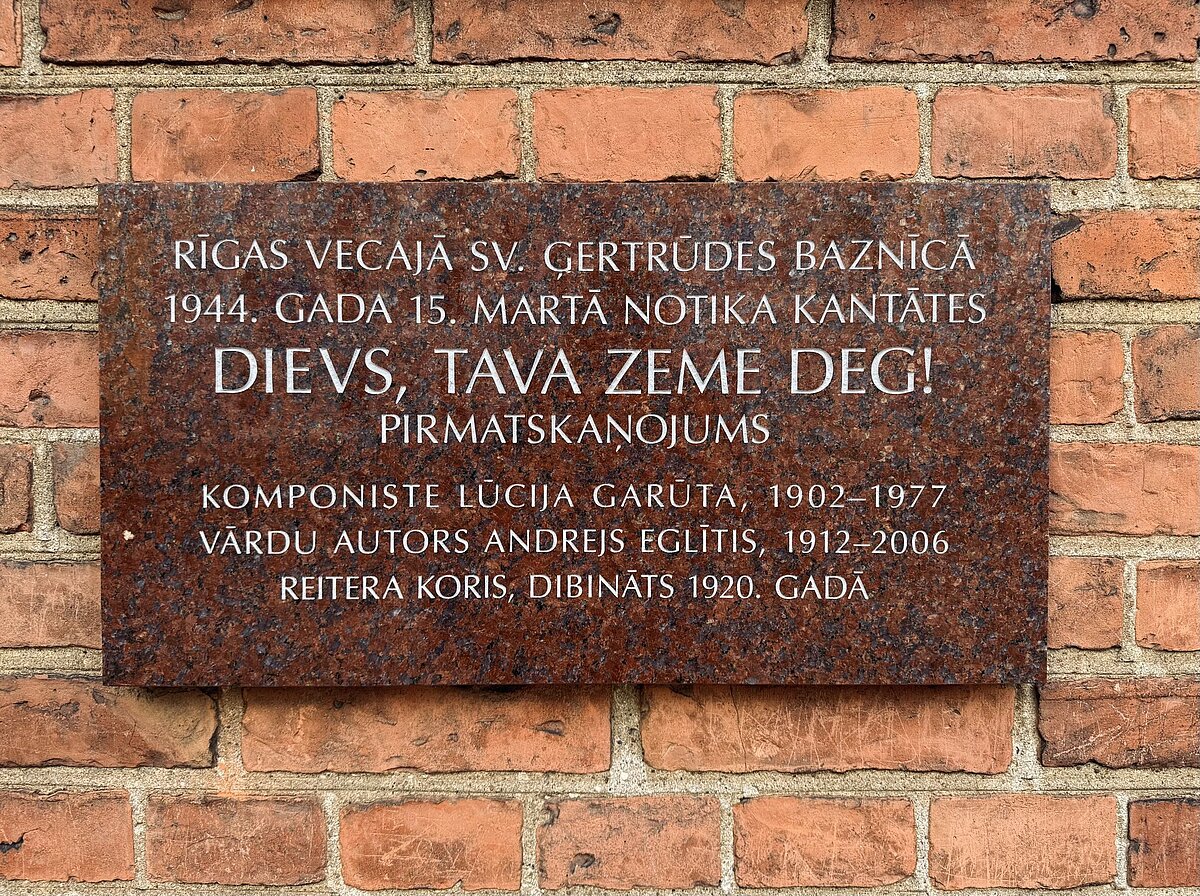 RĪGAS VECAJĀ SV. ĢERTRŪDES BAZNĪCĀ
1944. GADA 15. MARTĀ NOTIKA KANTĀTES
DIEVS, TAVA ZEME DEG!
PIRMATSKAŅOJUMS
KOMPONISTE LŪCIJA GARŪTA, 1902–1977
VĀRDU AUTORS ANDREJS EGLĪTIS, 1912–2006
REITERA KORIS, DIBINĀTS 1920. GADĀ